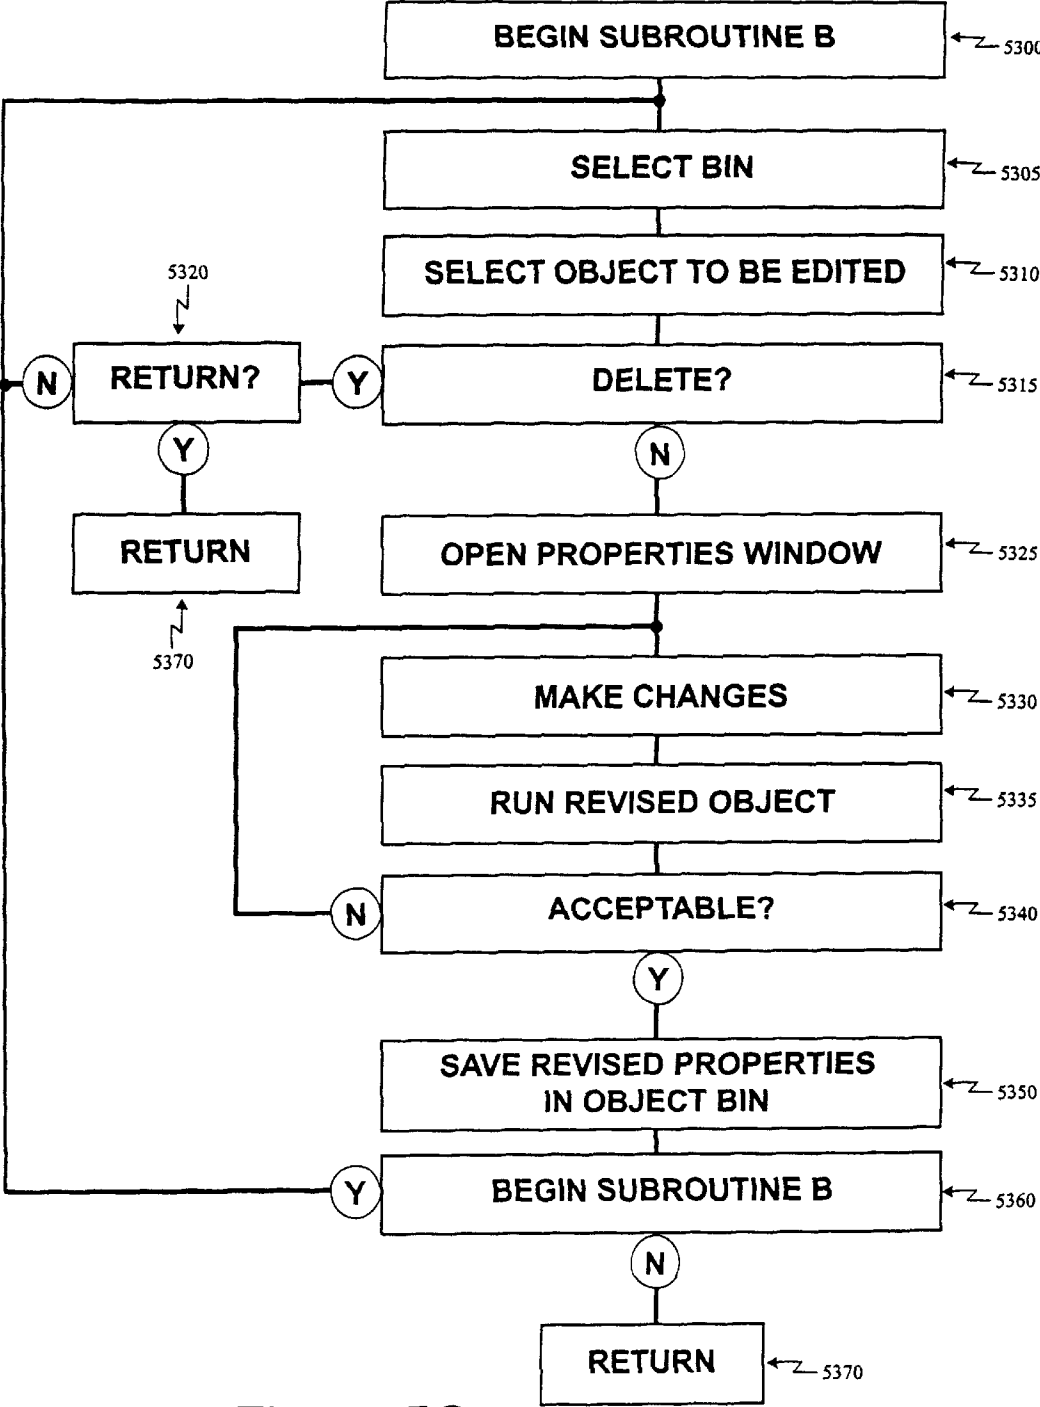 BEGIN SUBROUTINE B
5300
SELECT BIN
5305
SELECT OBJECT TO BE EDITED
5310
5320
N
RETURN?
Y
DELETE?
5315
Y
N
RETURN
OPEN PROPERTIES WINDOW
5325
5370
MAKE CHANGES
5330
RUN REVISED OBJECT
5335
N
ACCEPTABLE?
5340
Y
SAVE REVISED PROPERTIES
IN OBJECT BIN
5350
Y
BEGIN SUBROUTINE B
5360
N
RETURN
5370